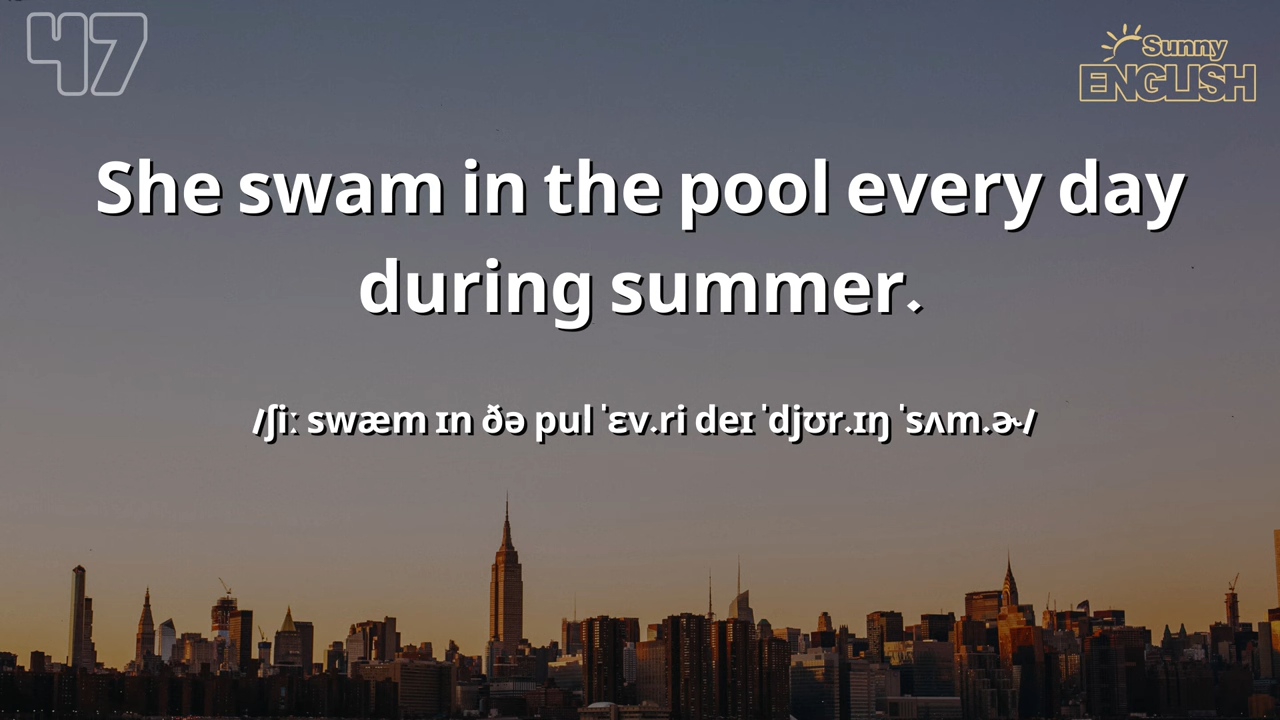 47
Sunny
ENGLISH
She swam in the pool every day
during summer.
/ʃiː swæm ɪn ðə pul ˈɛv.ri deɪ ˈdjʊr.ɪŋ ˈsʌm.ɚ/